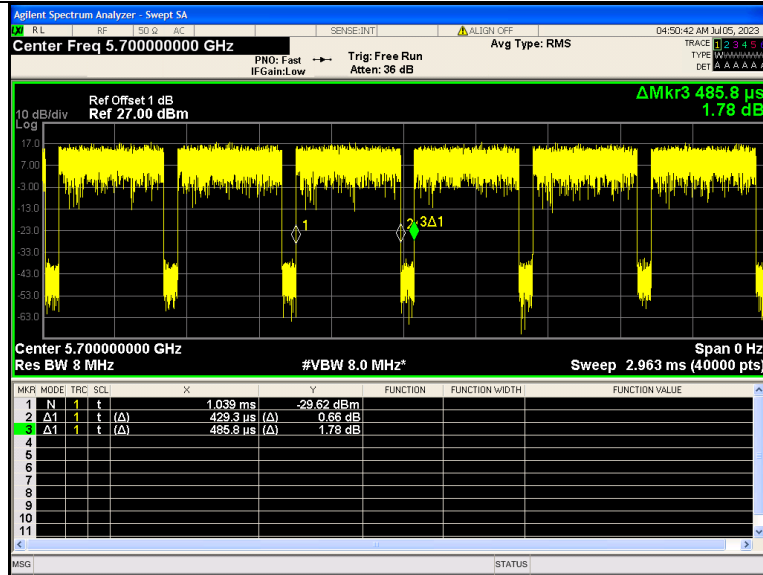 Agilent Spectrum Analyzer - Swept SA
RL RF 50 Ω AC SENSE:INT ALIGN OFF 04:50:42 AM Jul 05, 2023
Center Freq 5.700000000 GHz Avg Type: RMS TRACE 1 2 3 4 5
PNO: Fast Trig: Free Run TYPE
IFGain:Low Atten: 36 dB DET A A A A A
ΔMkr3 485.8 µs
Ref Offset 1 dB 1.78 dB
10 dB/div Ref 27.00 dBm
Log
17.0
7.00
-3.00
-13.0
-23.0
-33.0
-43.0
-53.0
-63.0
1
2 3Δ1
Center 5.700000000 GHz Span 0 Hz
Res BW 8 MHz #VBW 8.0 MHz* Sweep 2.963 ms (40000 pts)
MKR MODE TRC SCL X Y FUNCTION FUNCTION WIDTH FUNCTION VALUE
1 N 1 t 1.039 ms -29.62 dBm
2 Δ1 1 t (Δ) 429.3 µs (Δ) 0.66 dB
3 Δ1 1 t (Δ) 485.8 µs (Δ) 1.78 dB
4
5
6
7
8
9
10
11
MSG STATUS